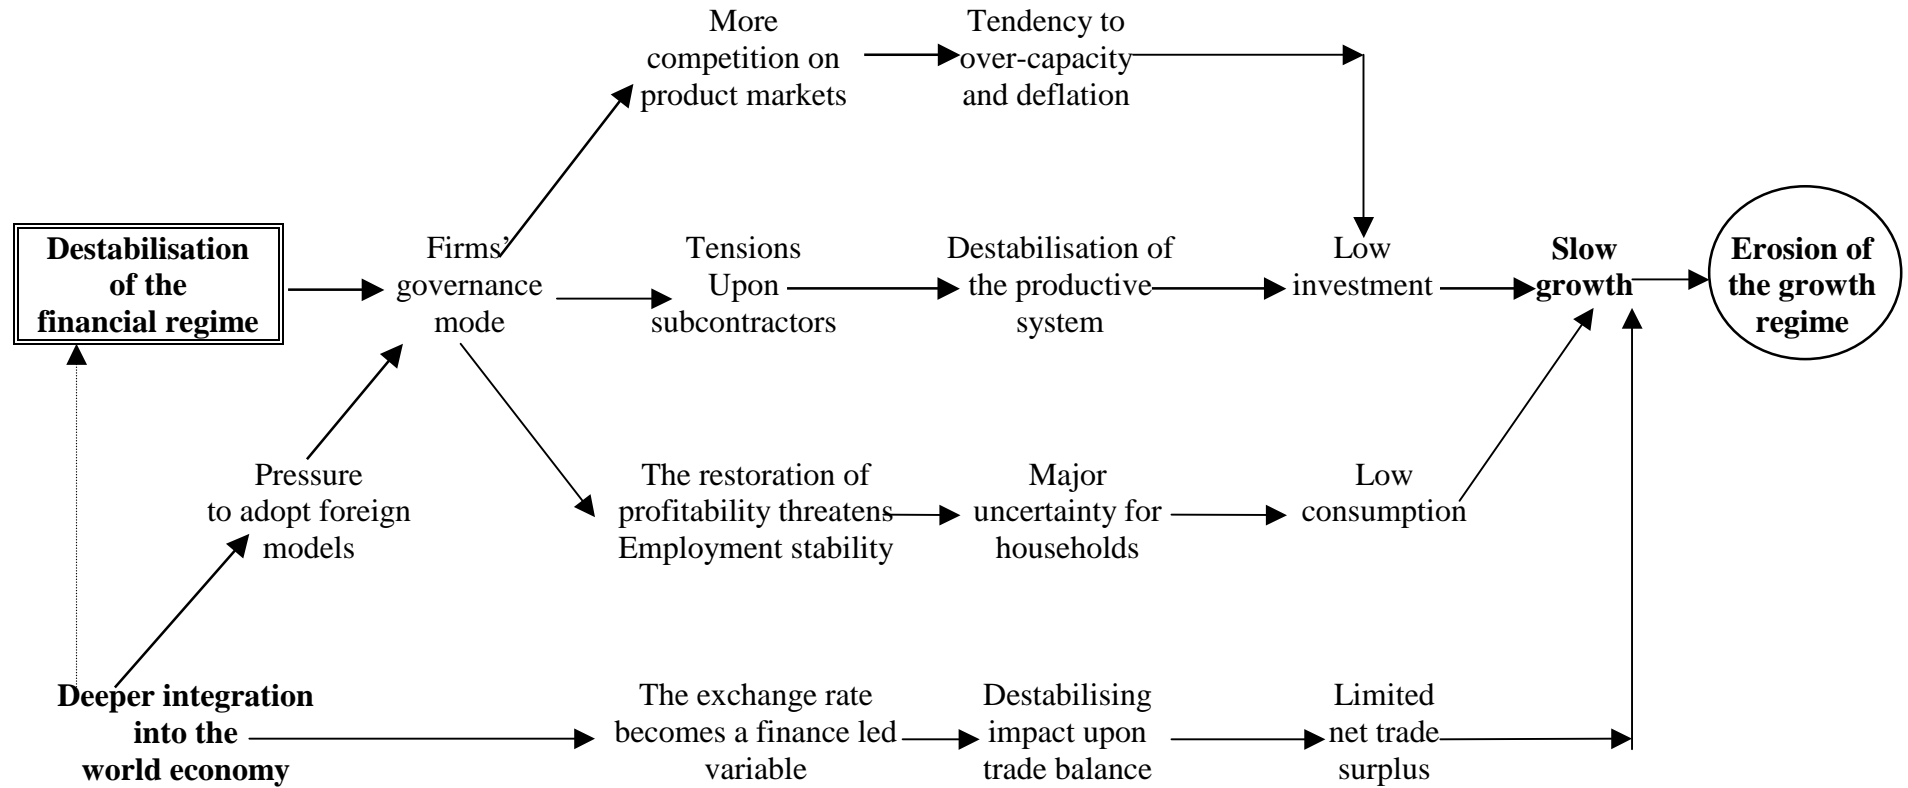 More
competition on
product markets
Tendency to
over-capacity
and deflation
Destabilisation
of the
financial regime
Firms'
governance
mode
Tensions
Upon
subcontractors
Destabilisation of
the productive
system
Low
investment
Slow
growth
Erosion of
the growth
regime
Pressure
to adopt foreign
models
The restoration of
profitability threatens
Employment stability
Major
uncertainty for
households
Low
consumption
Deeper integration
into the
world economy
The exchange rate
becomes a finance led
variable
Destabilising
impact upon
trade balance
Limited
net trade
surplus